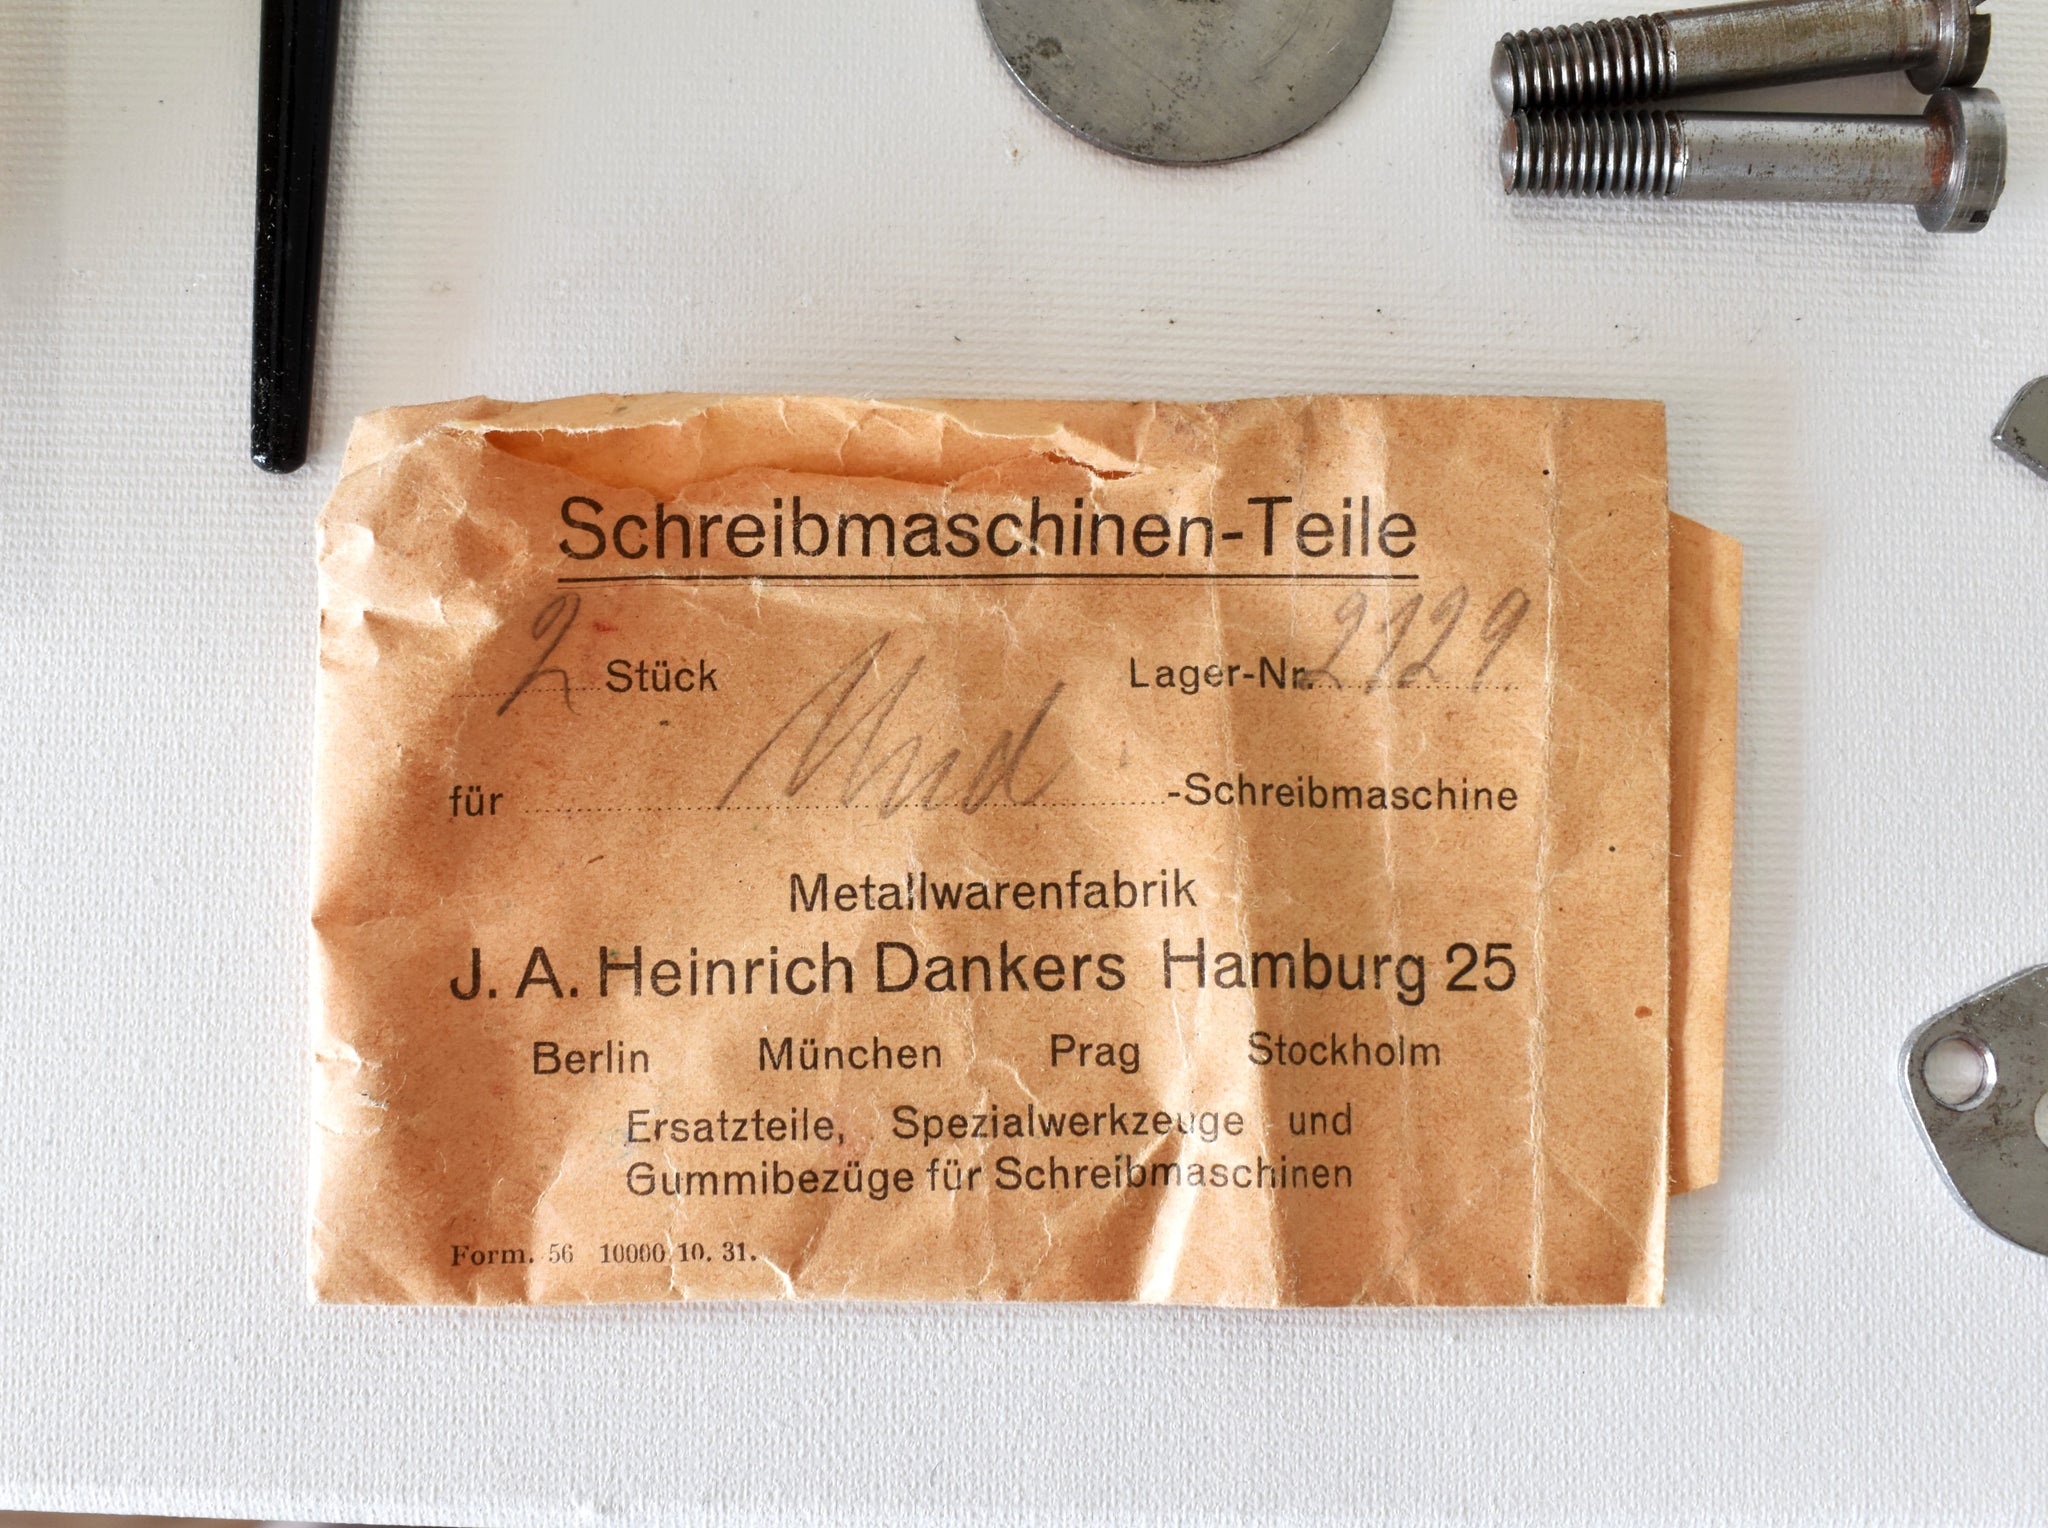 Schreibmaschinen-Teile
2 Stück Lager-Nr. 2129
für Und -Schreibmaschine
Metallwarenfabrik
J. A. Heinrich Dankers Hamburg 25
Berlin München Prag Stockholm
Ersatzteile, Spezialwerkzeuge und
Gummibezüge für Schreibmaschinen
Form. 56 10000 10. 31.